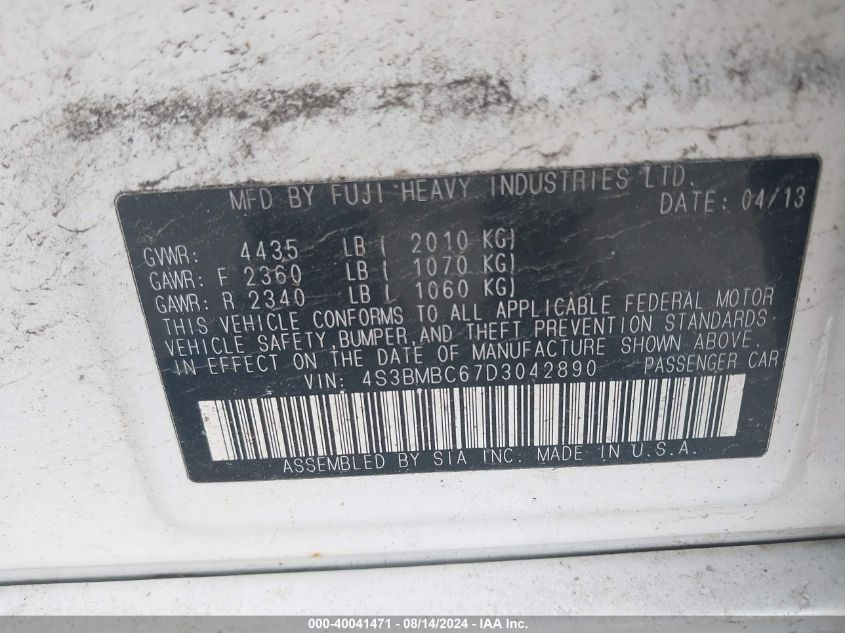 MFD BY FUJI HEAVY INDUSTRIES LTD.
DATE: 04/13
GVWR: 4435 LB ( 2010 KG)
GAWR: F 2360 LB ( 1070 KG)
GAWR: R 2340 LB ( 1060 KG)
THIS VEHICLE CONFORMS TO ALL APPLICABLE FEDERAL MOTOR
VEHICLE SAFETY, BUMPER, AND THEFT PREVENTION STANDARDS
IN EFFECT ON THE DATE OF MANUFACTURE SHOWN ABOVE.
VIN: 4S3BMBC67D3042890 PASSENGER CAR
ASSEMBLED BY SIA INC. MADE IN U.S.A.
000-40041471 - 08/14/2024 - IAA Inc.